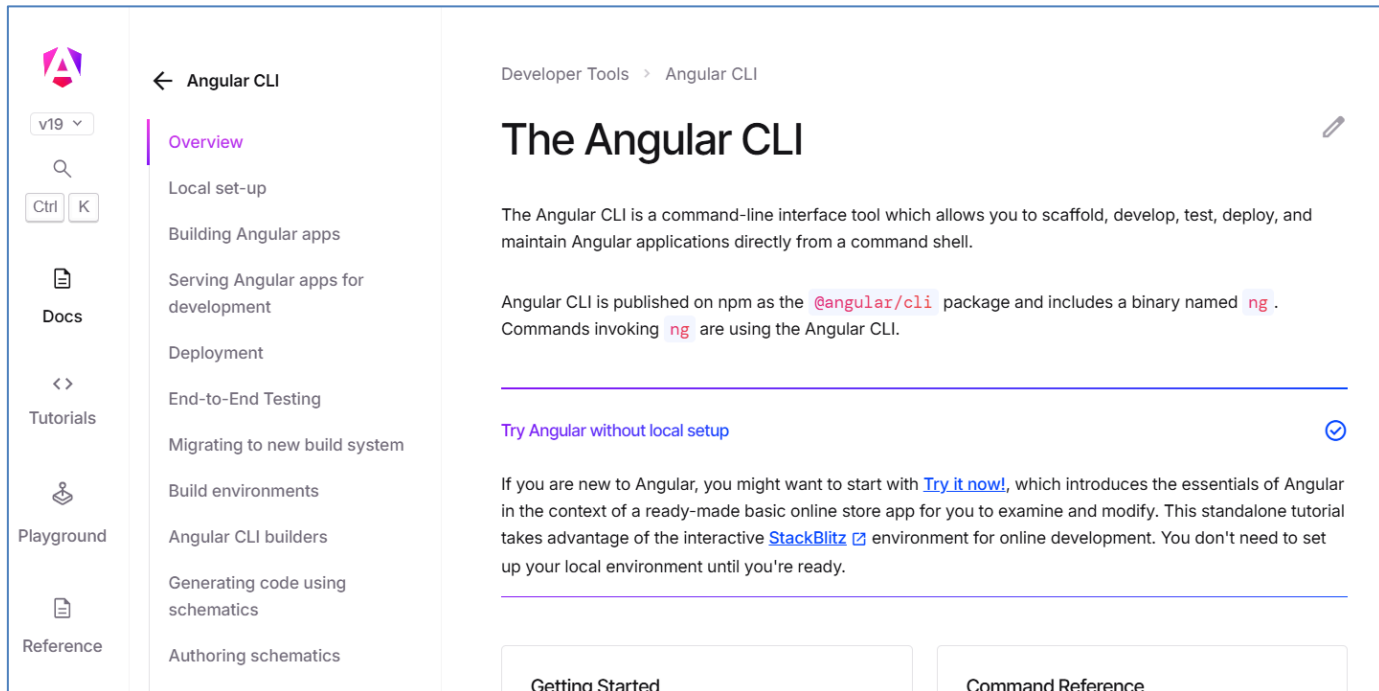 v19
Ctrl K
Docs
Tutorials
Playground
Reference
Angular CLI
Overview
Local set-up
Building Angular apps
Serving Angular apps for
development
Deployment
End-to-End Testing
Migrating to new build system
Build environments
Angular CLI builders
Generating code using
schematics
Authoring schematics
Developer Tools > Angular CLI
The Angular CLI
The Angular CLI is a command-line interface tool which allows you to scaffold, develop, test, deploy, and
maintain Angular applications directly from a command shell.
Angular CLI is published on npm as the @angular/cli package and includes a binary named ng.
Commands invoking ng are using the Angular CLI.
Try Angular without local setup
If you are new to Angular, you might want to start with Try it now!, which introduces the essentials of Angular
in the context of a ready-made basic online store app for you to examine and modify. This standalone tutorial
takes advantage of the interactive StackBlitz environment for online development. You don't need to set
up your local environment until you're ready.
Getting Started
Command Reference